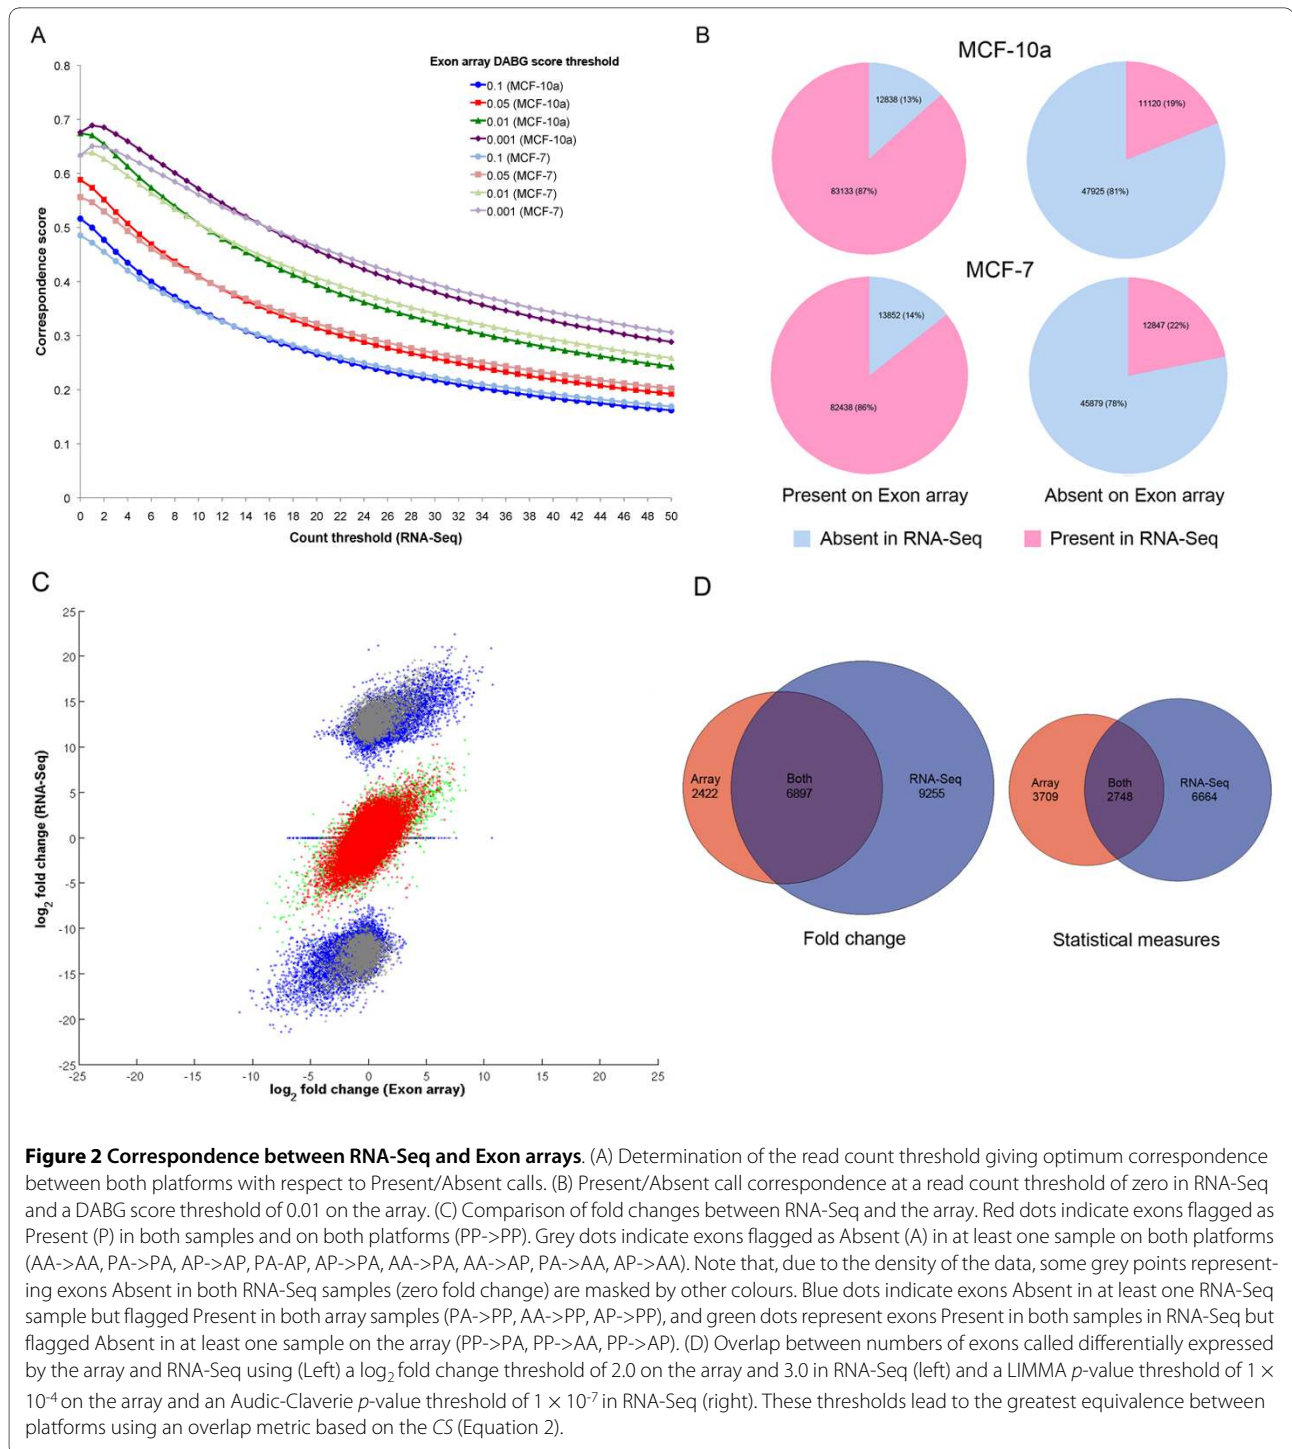 A
Exon array DABG score threshold
0.1 (MCF-10a)
0.05 (MCF-10a)
0.01 (MCF-10a)
0.001 (MCF-10a)
0.1 (MCF-7)
0.05 (MCF-7)
0.01 (MCF-7)
0.001 (MCF-7)
Correspondence score
0.8
0.7
0.6
0.5
0.4
0.3
0.2
0.1
0
0 2 4 6 8 10 12 14 16 18 20 22 24 26 28 30 32 34 36 38 40 42 44 46 48 50
Count threshold (RNA-Seq)
B
MCF-10a
12838 (13%)
83133 (87%)
11120 (19%)
47925 (81%)
MCF-7
13852 (14%)
82438 (86%)
12847 (22%)
45879 (78%)
Present on Exon array
Absent on Exon array
Absent in RNA-Seq
Present in RNA-Seq
C
log2 fold change (RNA-Seq)
25
20
15
10
5
0
-5
-10
-15
-20
-25
-25 -20 -15 -10 -5 0 5 10 15 20 25
log2 fold change (Exon array)
D
Array
2422
Both
6897
RNA-Seq
9255
Fold change
Array
3709
Both
2748
RNA-Seq
6664
Statistical measures
Figure 2 Correspondence between RNA-Seq and Exon arrays. (A) Determination of the read count threshold giving optimum correspondence
between both platforms with respect to Present/Absent calls. (B) Present/Absent call correspondence at a read count threshold of zero in RNA-Seq
and a DABG score threshold of 0.01 on the array. (C) Comparison of fold changes between RNA-Seq and the array. Red dots indicate exons flagged as
Present (P) in both samples and on both platforms (PP->PP). Grey dots indicate exons flagged as Absent (A) in at least one sample on both platforms
(AA->AA, PA->PA, AP->AP, PA-AP, AP->PA, AA->PA, AA->AP, PA->AA, AP->AA). Note that, due to the density of the data, some grey points represent-
ing exons Absent in both RNA-Seq samples (zero fold change) are masked by other colours. Blue dots indicate exons Absent in at least one RNA-Seq
sample but flagged Present in both array samples (PA->PP, AA->PP, AP->PP), and green dots represent exons Present in both samples in RNA-Seq but
flagged Absent in at least one sample on the array (PP->PA, PP->AA, PP->AP). (D) Overlap between numbers of exons called differentially expressed
by the array and RNA-Seq using (Left) a log2 fold change threshold of 2.0 on the array and 3.0 in RNA-Seq (left) and a LIMMA p-value threshold of 1 ×
10-4 on the array and an Audic-Claverie p-value threshold of 1 × 10-7 in RNA-Seq (right). These thresholds lead to the greatest equivalence between
platforms using an overlap metric based on the CS (Equation 2).